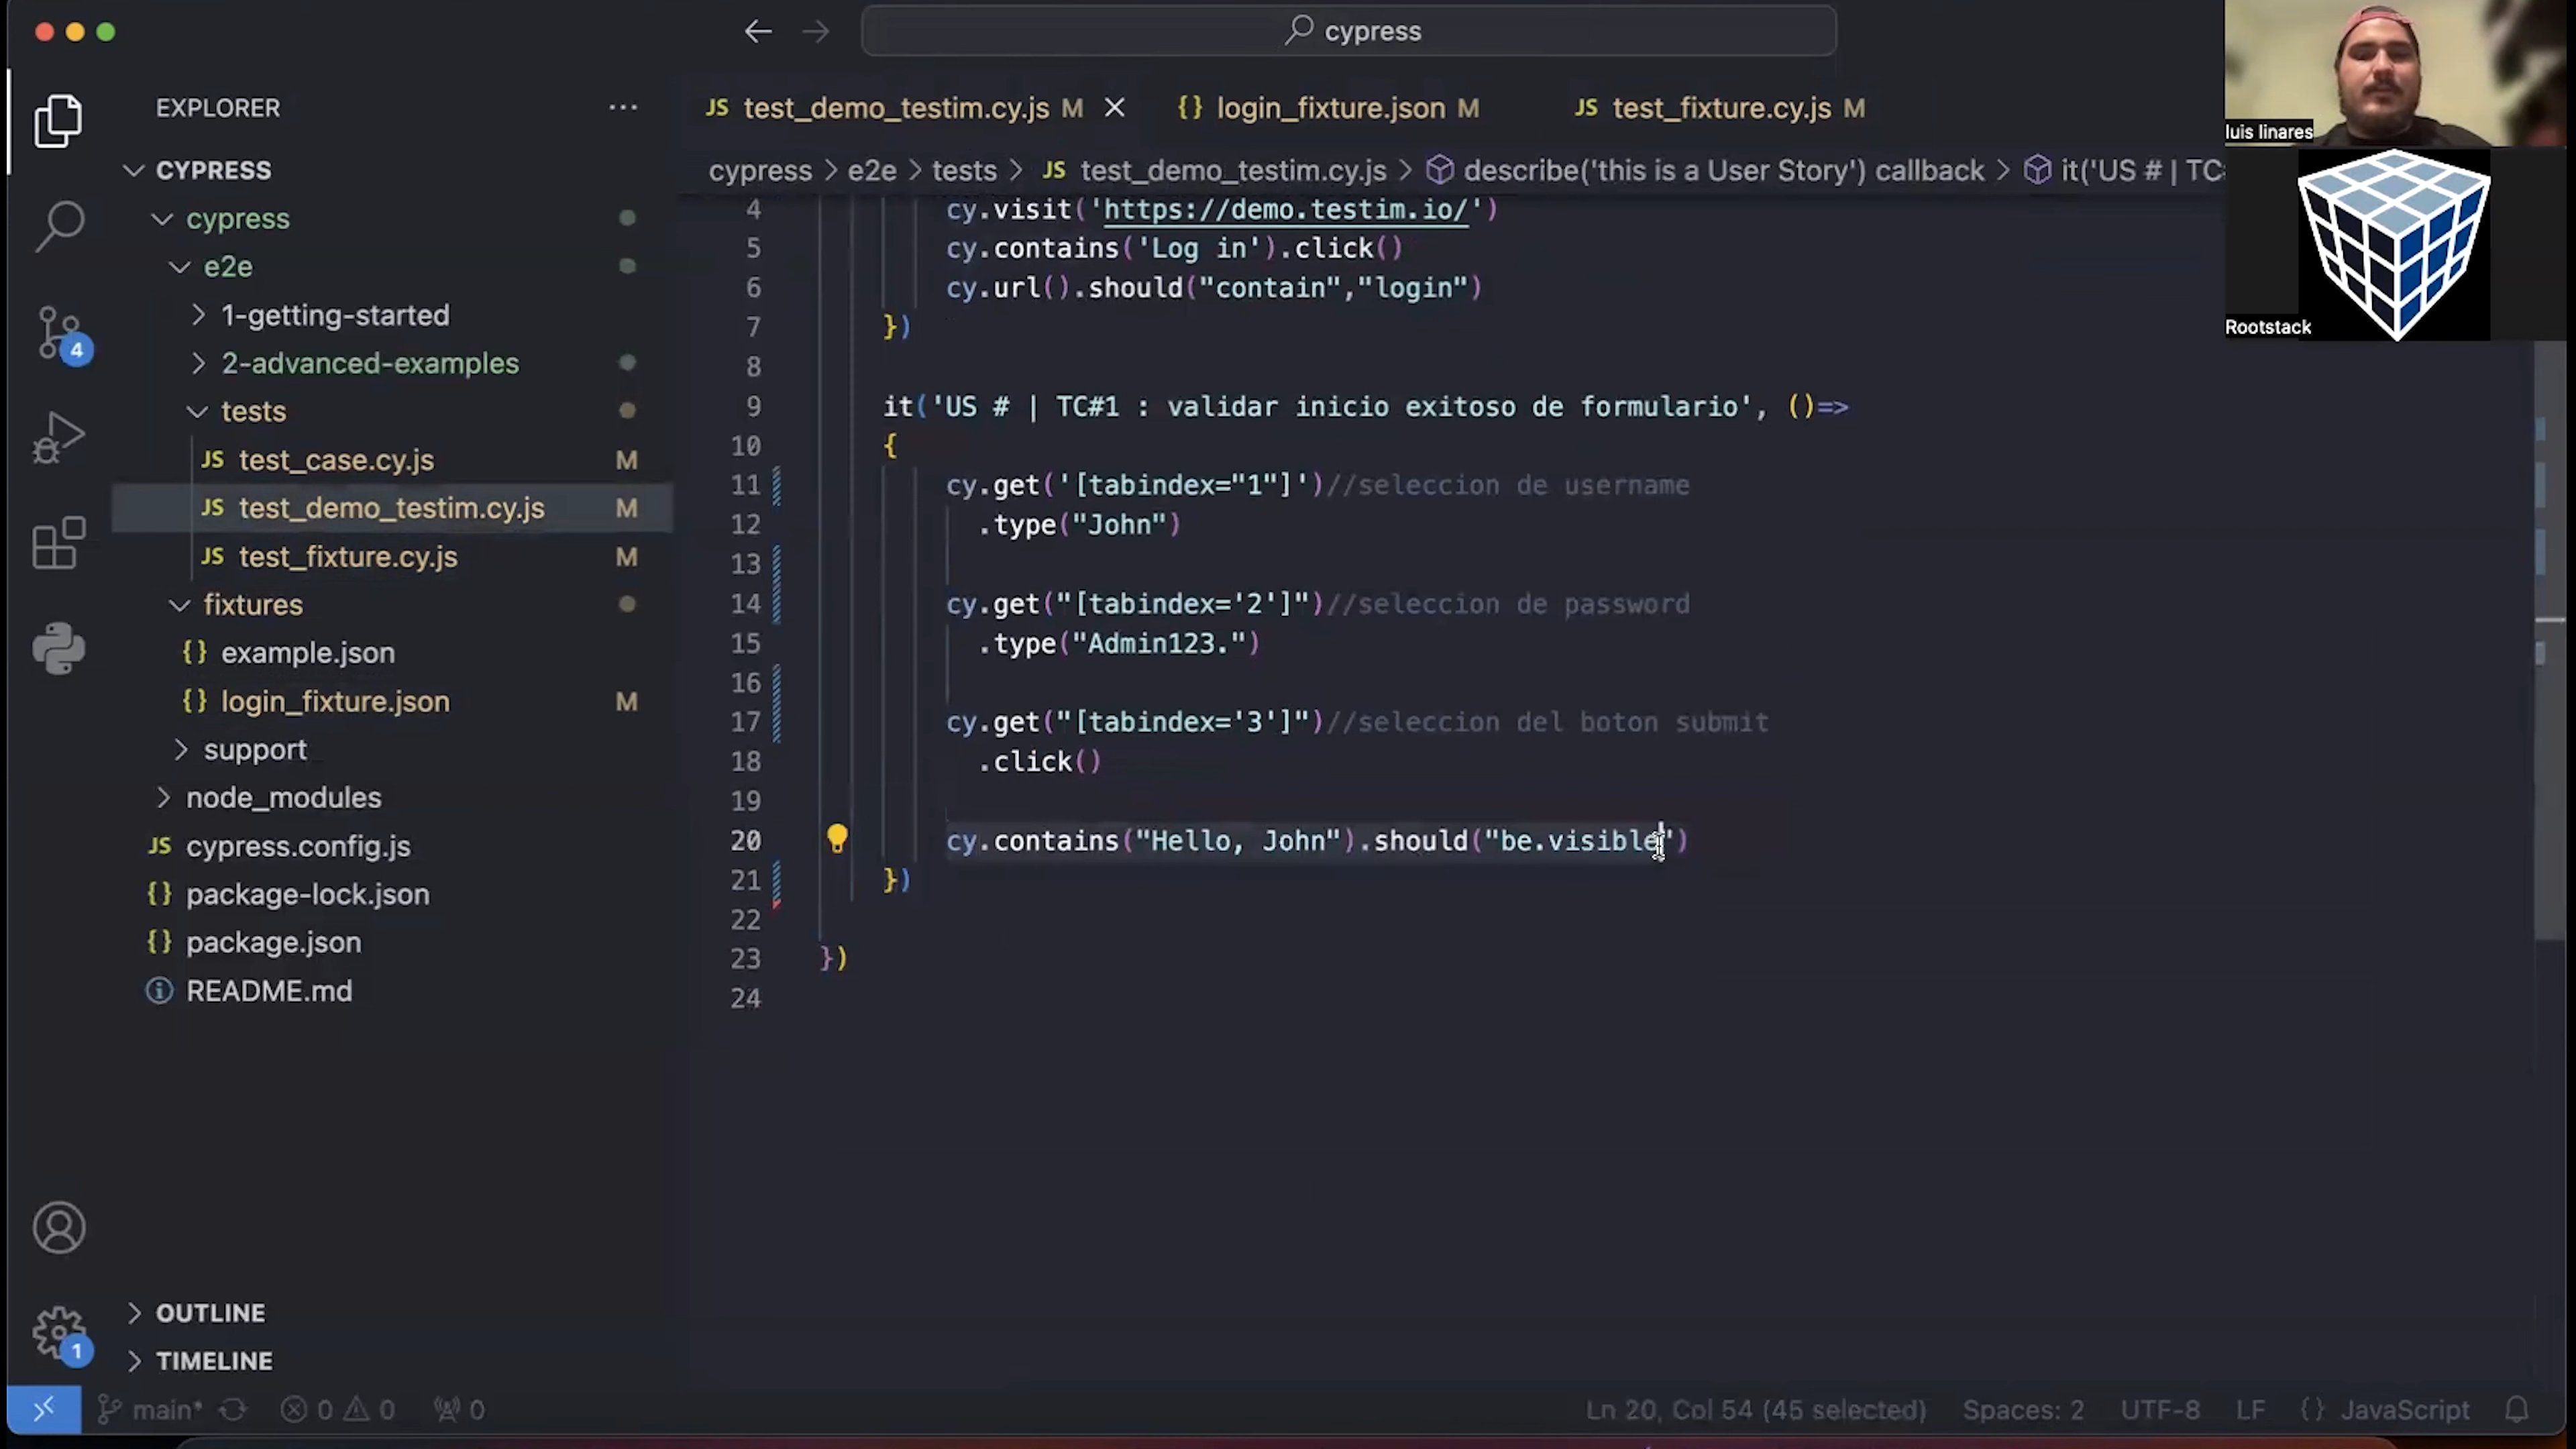 cypress
EXPLORER
test_demo_testim.cy.js M
login_fixture.json M
test_fixture.cy.js M
cypress > e2e > tests > JS test_demo_testim.cy.js > describe('this is a User Story') callback > it('US # | TC
luis linares
Rootstack
CYPRESS
cypress
e2e
1-getting-started
2-advanced-examples
tests
JS test_case.cy.js M
JS test_demo_testim.cy.js M
JS test_fixture.cy.js M
fixtures
{} example.json
{} login_fixture.json M
support
node_modules
JS cypress.config.js
{} package-lock.json
{} package.json
README.md
OUTLINE
TIMELINE
4
1
4 cy.visit('https://demo.testim.io/')
5 cy.contains('Log in').click()
6 cy.url().should("contain","login")
7 })
8
9 it('US # | TC#1 : validar inicio exitoso de formulario', ()=>
10 {
11 cy.get('[tabindex="1"]')//seleccion de username
12 .type("John")
13
14 cy.get("[tabindex='2']")//seleccion de password
15 .type("Admin123.")
16
17 cy.get("[tabindex='3']")//seleccion del boton submit
18 .click()
19
20 cy.contains("Hello, John").should("be.visible")
21 })
22
23 })
24
main* 0 0 0
Ln 20, Col 54 (45 selected) Spaces: 2 UTF-8 LF {} JavaScript